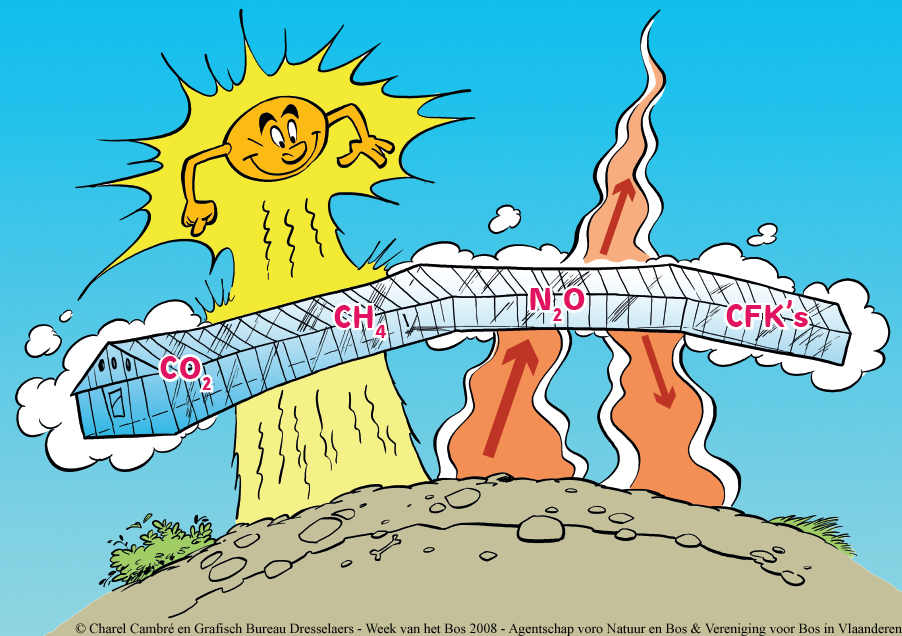 CO₂
CH₄
N₂O
CFK's
© Charel Cambré en Grafisch Bureau Dresselaers - Week van het Bos 2008 - Agentschap voro Natuur en Bos & Vereniging voor Bos in Vlaanderen